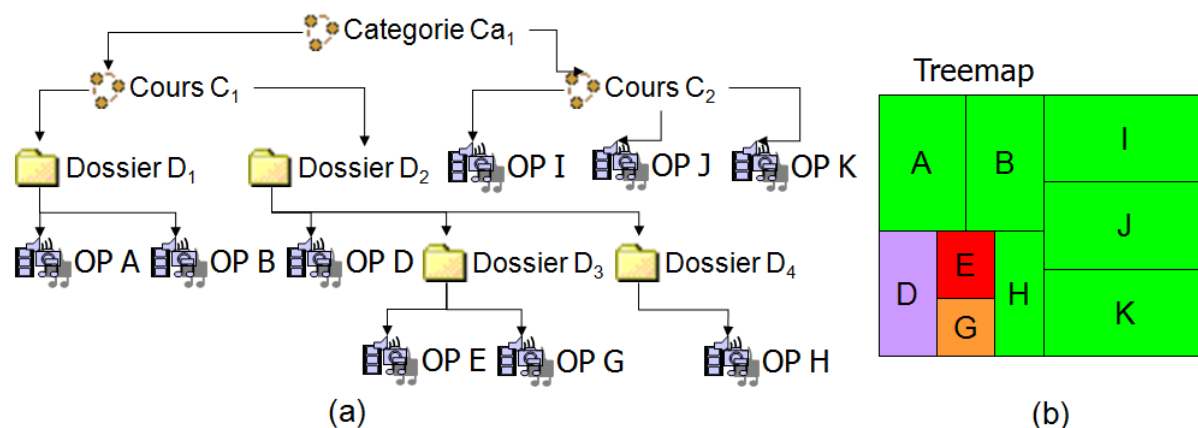 Categorie Ca1
Cours C1
Cours C2
Treemap
Dossier D1
Dossier D2
OP I
OP J
OP K
A
B
I
J
OP A
OP B
OP D
Dossier D3
Dossier D4
D
E
H
G
K
OP E
OP G
OP H
(a)
(b)